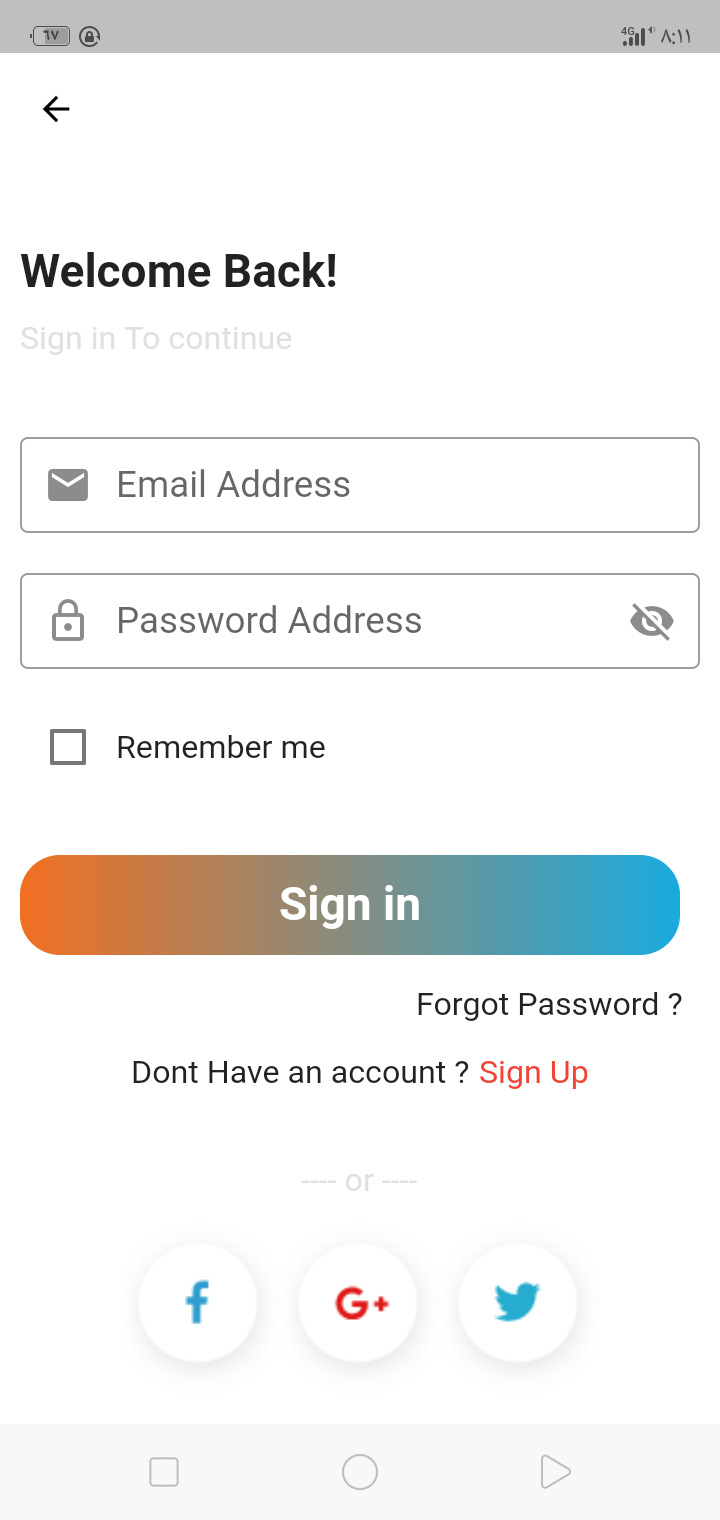 ٦٧ 4G ٨:١١
Welcome Back!
Sign in To continue
Email Address
Password Address
Remember me
Sign in
Forgot Password ?
Dont Have an account ? Sign Up
---- or ----
f G+